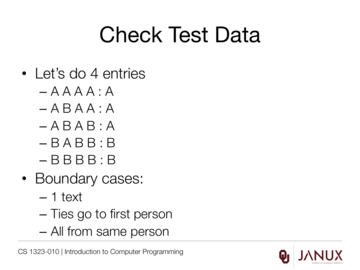 Check Test Data
• Let's do 4 entries
– A A A A : A
– A B A A : A
– A B A B : A
– B A B B : B
– B B B B : B
• Boundary cases:
– 1 text
– Ties go to first person
– All from same person
CS 1323-010 | Introduction to Computer Programming
JANUX